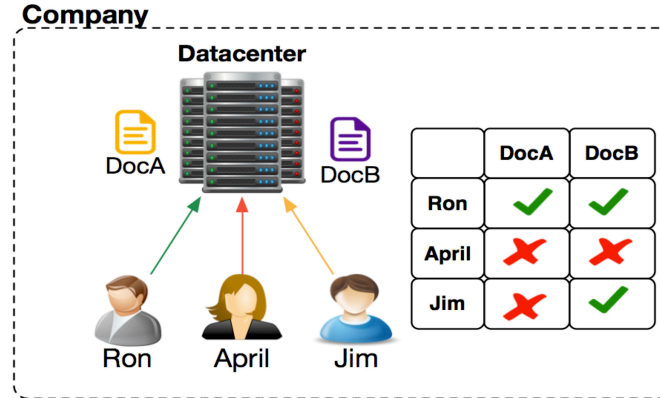 Company
Datacenter
DocA
DocB
Ron
April
Jim
DocA DocB
Ron
April
Jim